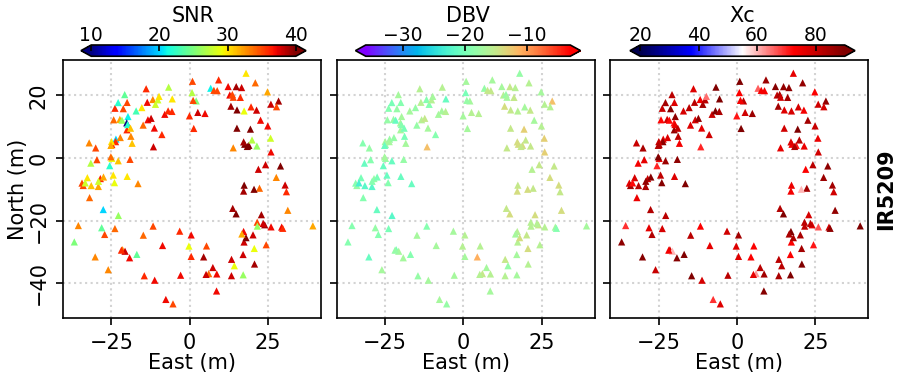 SNR DBV Xc
10 20 30 40 −30 −20 −10 20 40 60 80
20
0
−20
−40
North (m)
IR5209
−25 0 25 −25 0 25 −25 0 25
East (m) East (m) East (m)